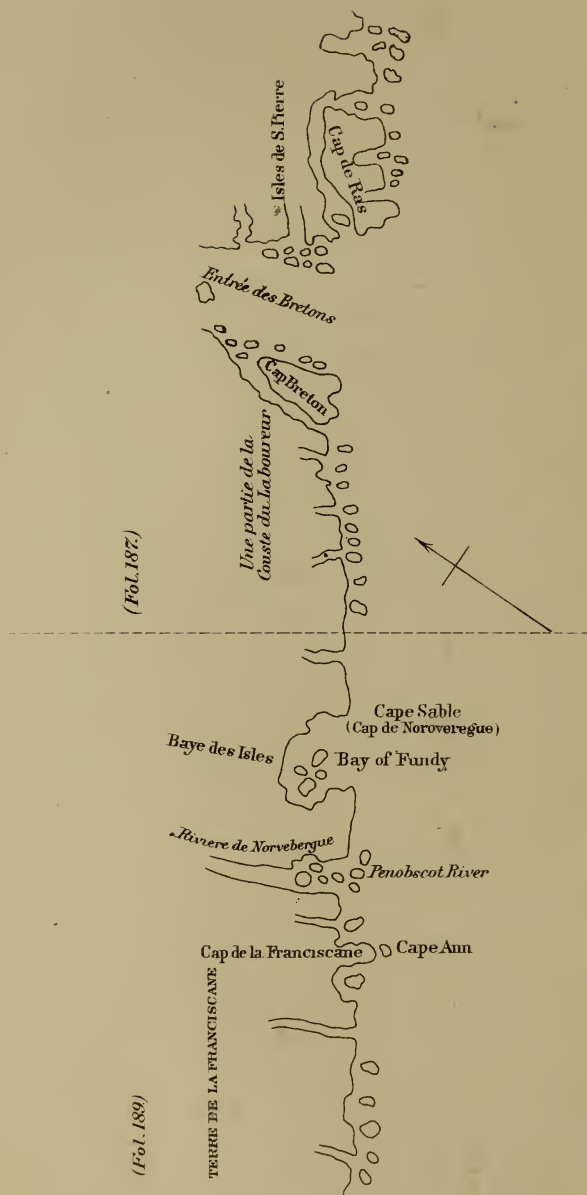 Isles de S.Pierre
Cap de Ras
Entrée des Bretons
Cap Breton
Une partie de la
Couste du Laboureur
(Fol.187.)
Cape Sable
(Cap de Noroveregue)
Baye des Isles
Bay of Fundy
Riviere de Norvebergue
Penobscot River
Cap de la Franciscane
Cape Ann
TERRE DE LA FRANCISCANE
(Fol.189.)